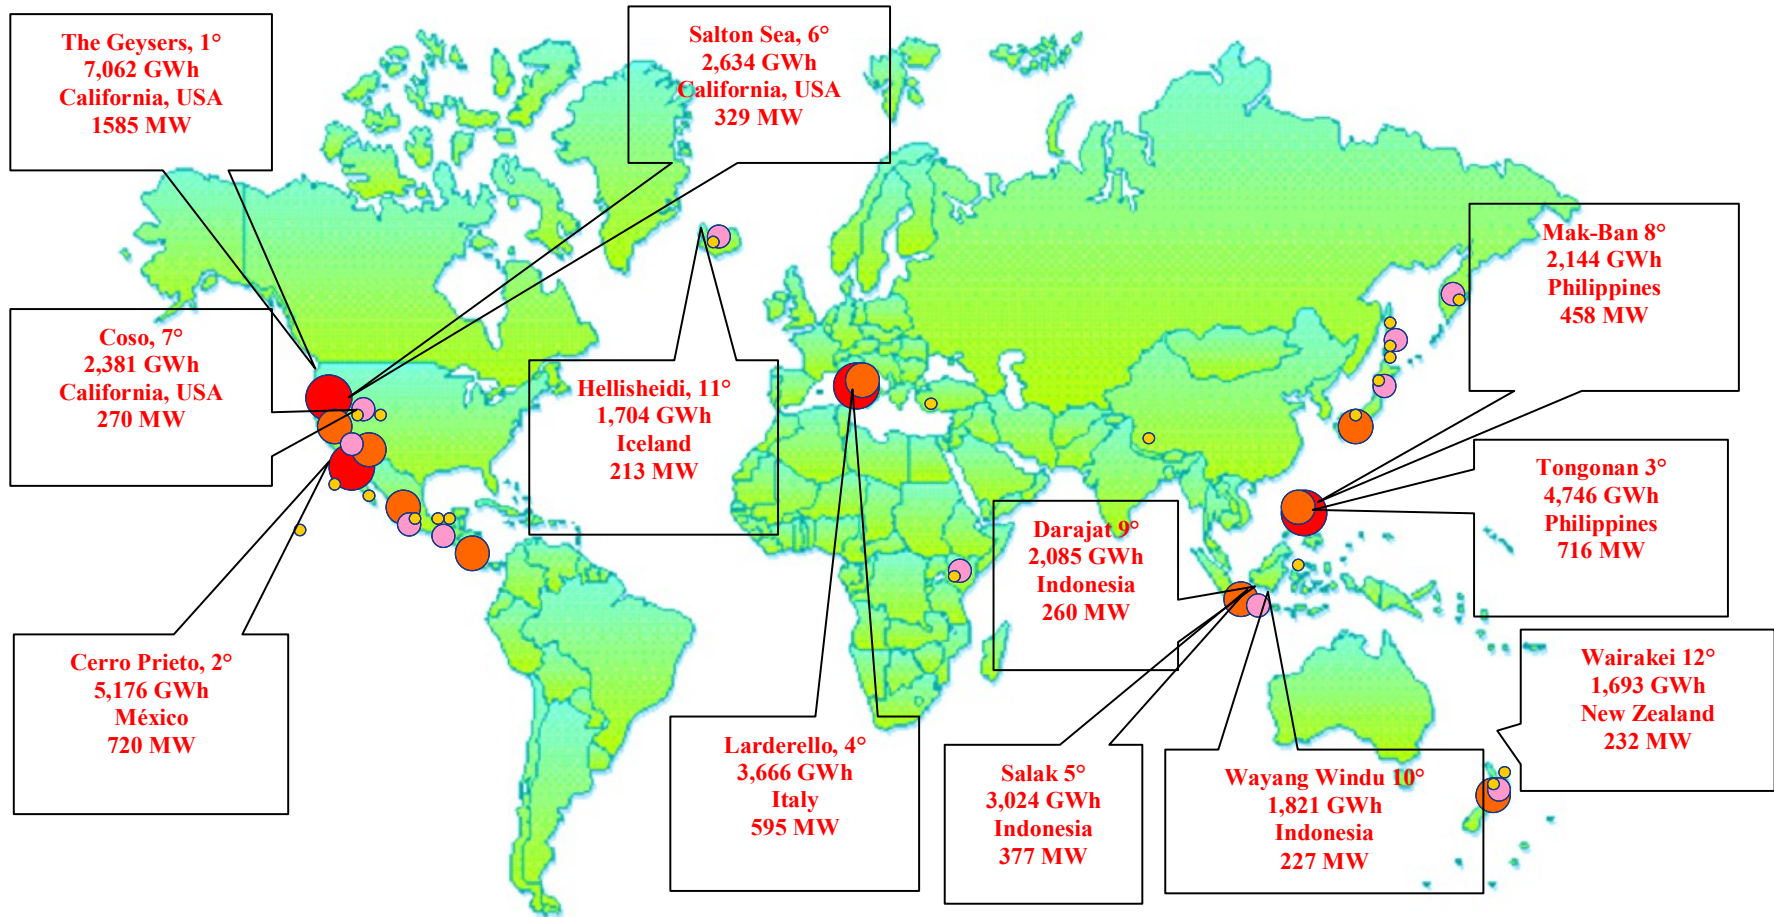 The Geysers, 1°
7,062 GWh
California, USA
1585 MW
Salton Sea, 6°
2,634 GWh
California, USA
329 MW
Mak-Ban 8°
2,144 GWh
Philippines
458 MW
Coso, 7°
2,381 GWh
California, USA
270 MW
Hellisheidi, 11°
1,704 GWh
Iceland
213 MW
Tongonan 3°
4,746 GWh
Philippines
716 MW
Darajat 9°
2,085 GWh
Indonesia
260 MW
Cerro Prieto, 2°
5,176 GWh
México
720 MW
Wairakei 12°
1,693 GWh
New Zealand
232 MW
Larderello, 4°
3,666 GWh
Italy
595 MW
Salak 5°
3,024 GWh
Indonesia
377 MW
Wayang Windu 10°
1,821 GWh
Indonesia
227 MW